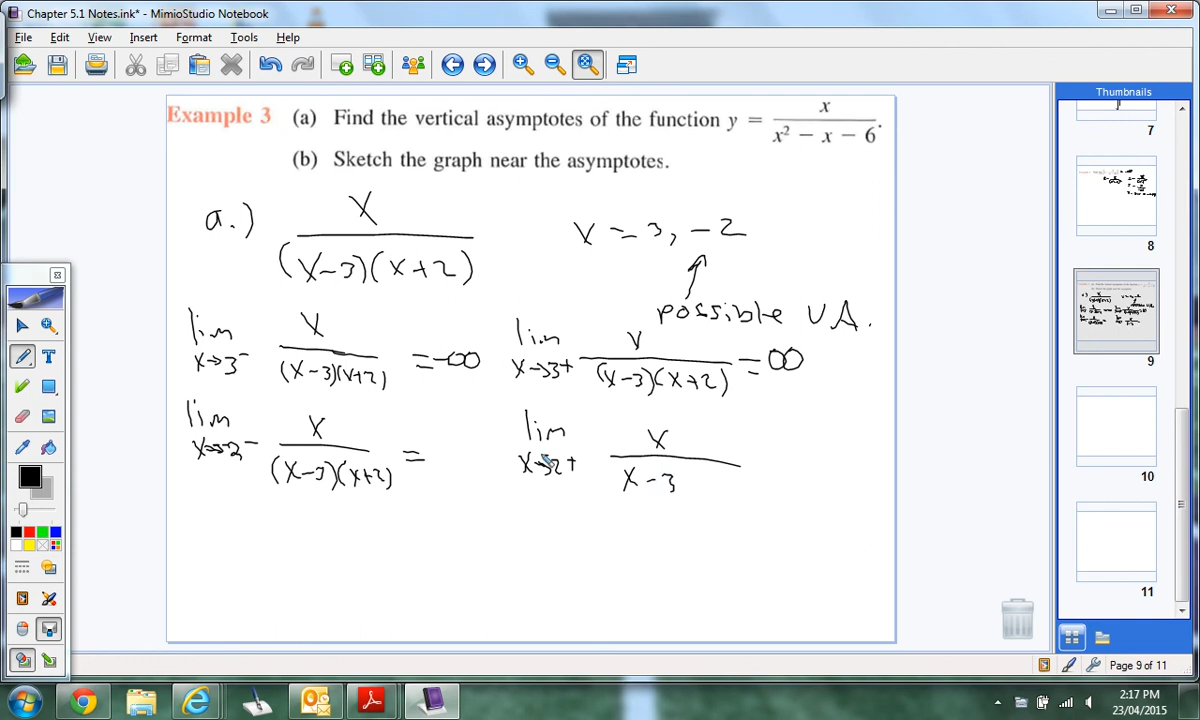 Chapter 5.1 Notes.ink* - MimioStudio Notebook
File Edit View Insert Format Tools Help
Example 3 (a) Find the vertical asymptotes of the function y = x / (x² − x − 6).
(b) Sketch the graph near the asymptotes.
a.) x / (x-3)(x+2) x = 3, -2
possible V.A.
lim x→3⁻ x / (x-3)(x+2) = -∞ lim x→3+ x / (x-3)(x+2) = ∞
lim x→-2⁻ x / (x-3)(x+2) = lim x→-2+ x / x-3
Thumbnails
7
8
9
10
11
Page 9 of 11
2:17 PM
23/04/2015